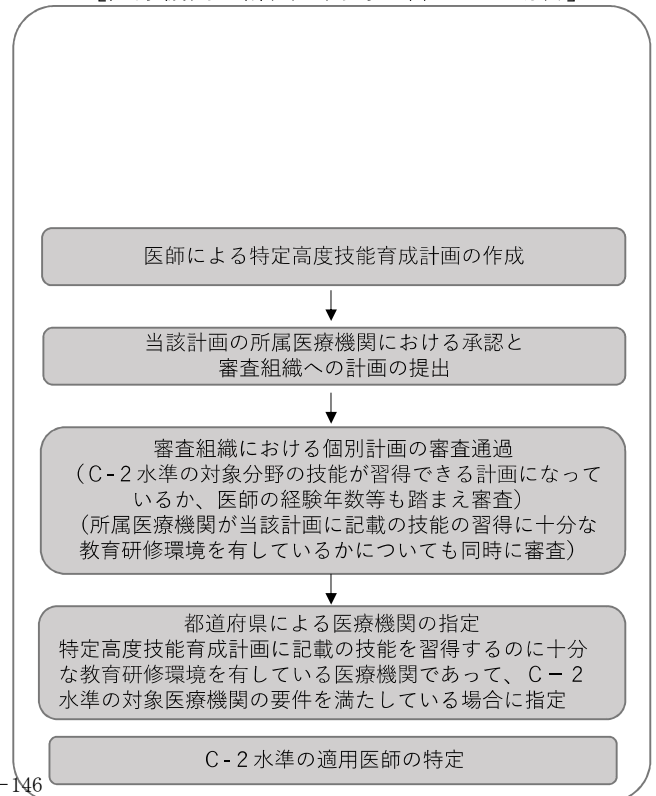 医師による特定高度技能育成計画の作成
当該計画の所属医療機関における承認と
審査組織への計画の提出
審査組織における個別計画の審査通過
（C-2水準の対象分野の技能が習得できる計画になって
いるか、医師の経験年数等も踏まえ審査）
（所属医療機関が当該計画に記載の技能の習得に十分な
教育研修環境を有しているかについても同時に審査）
都道府県による医療機関の指定
特定高度技能育成計画に記載の技能を習得するのに十分
な教育研修環境を有している医療機関であって、C－2
水準の対象医療機関の要件を満たしている場合に指定
C-2水準の適用医師の特定
-146